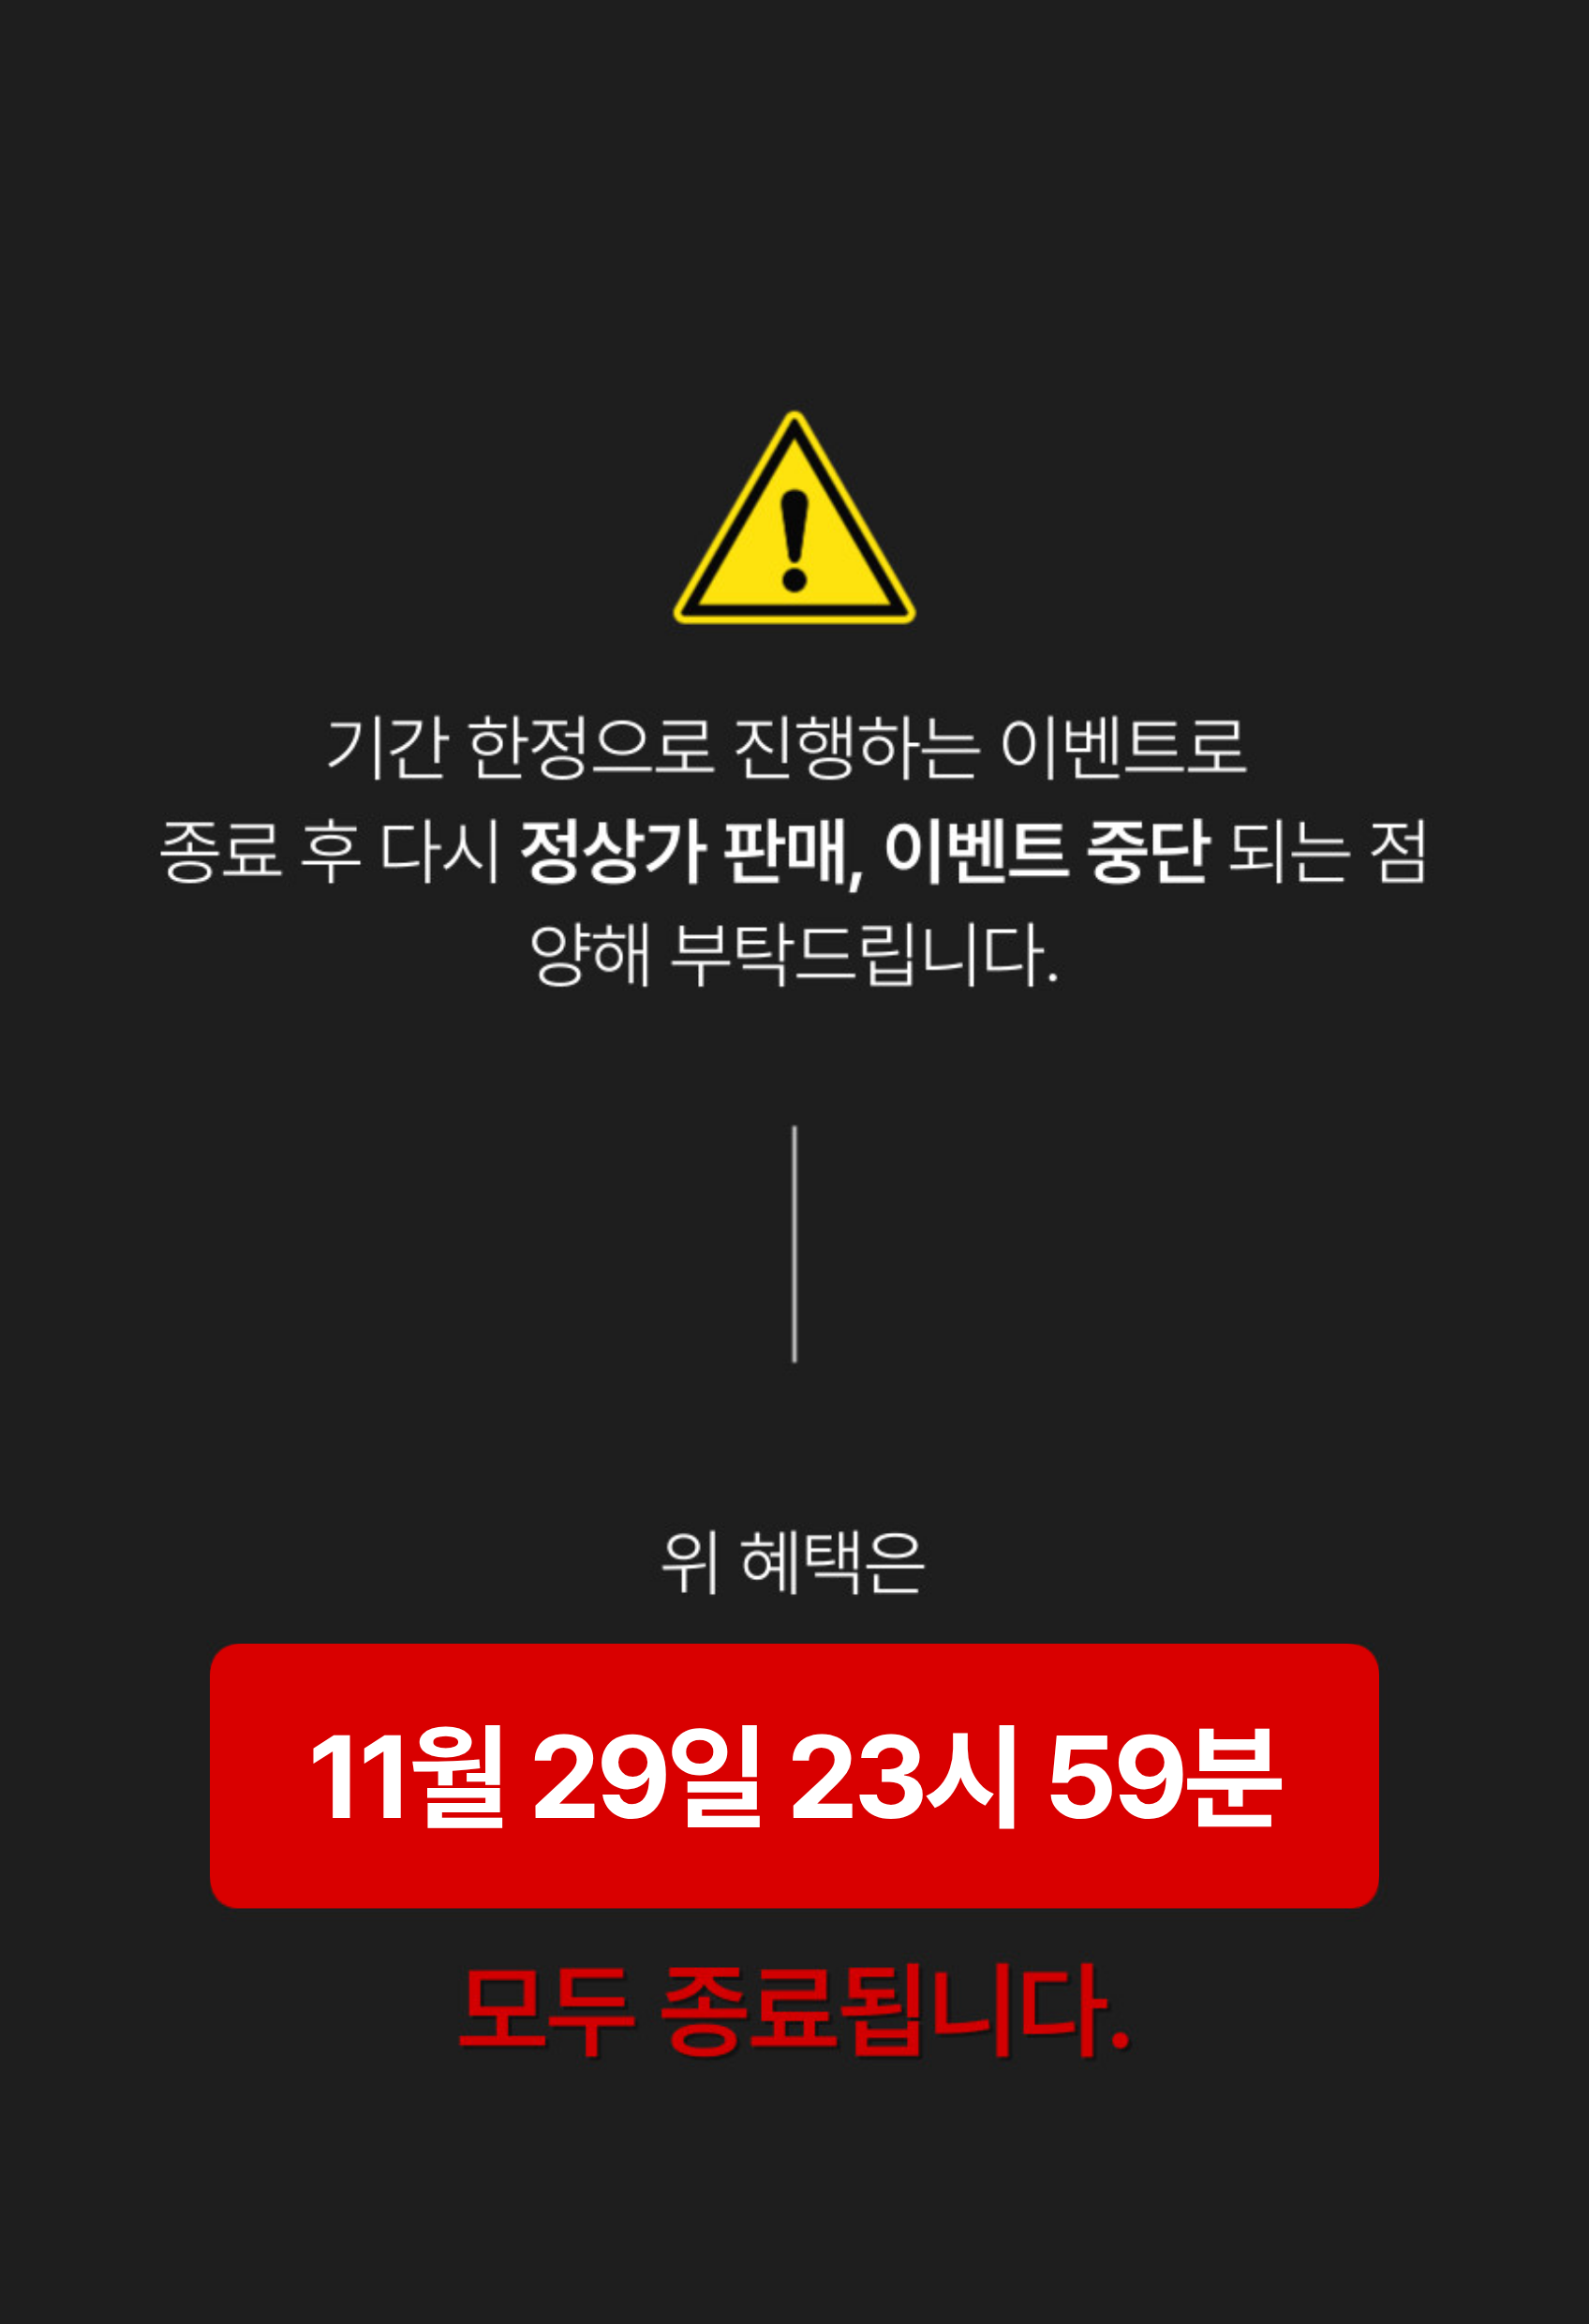 기간 한정으로 진행하는 이벤트로
종료 후 다시 정상가 판매, 이벤트 중단 되는 점
양해 부탁드립니다.
위 혜택은
11월 29일 23시 59분
모두 종료됩니다.